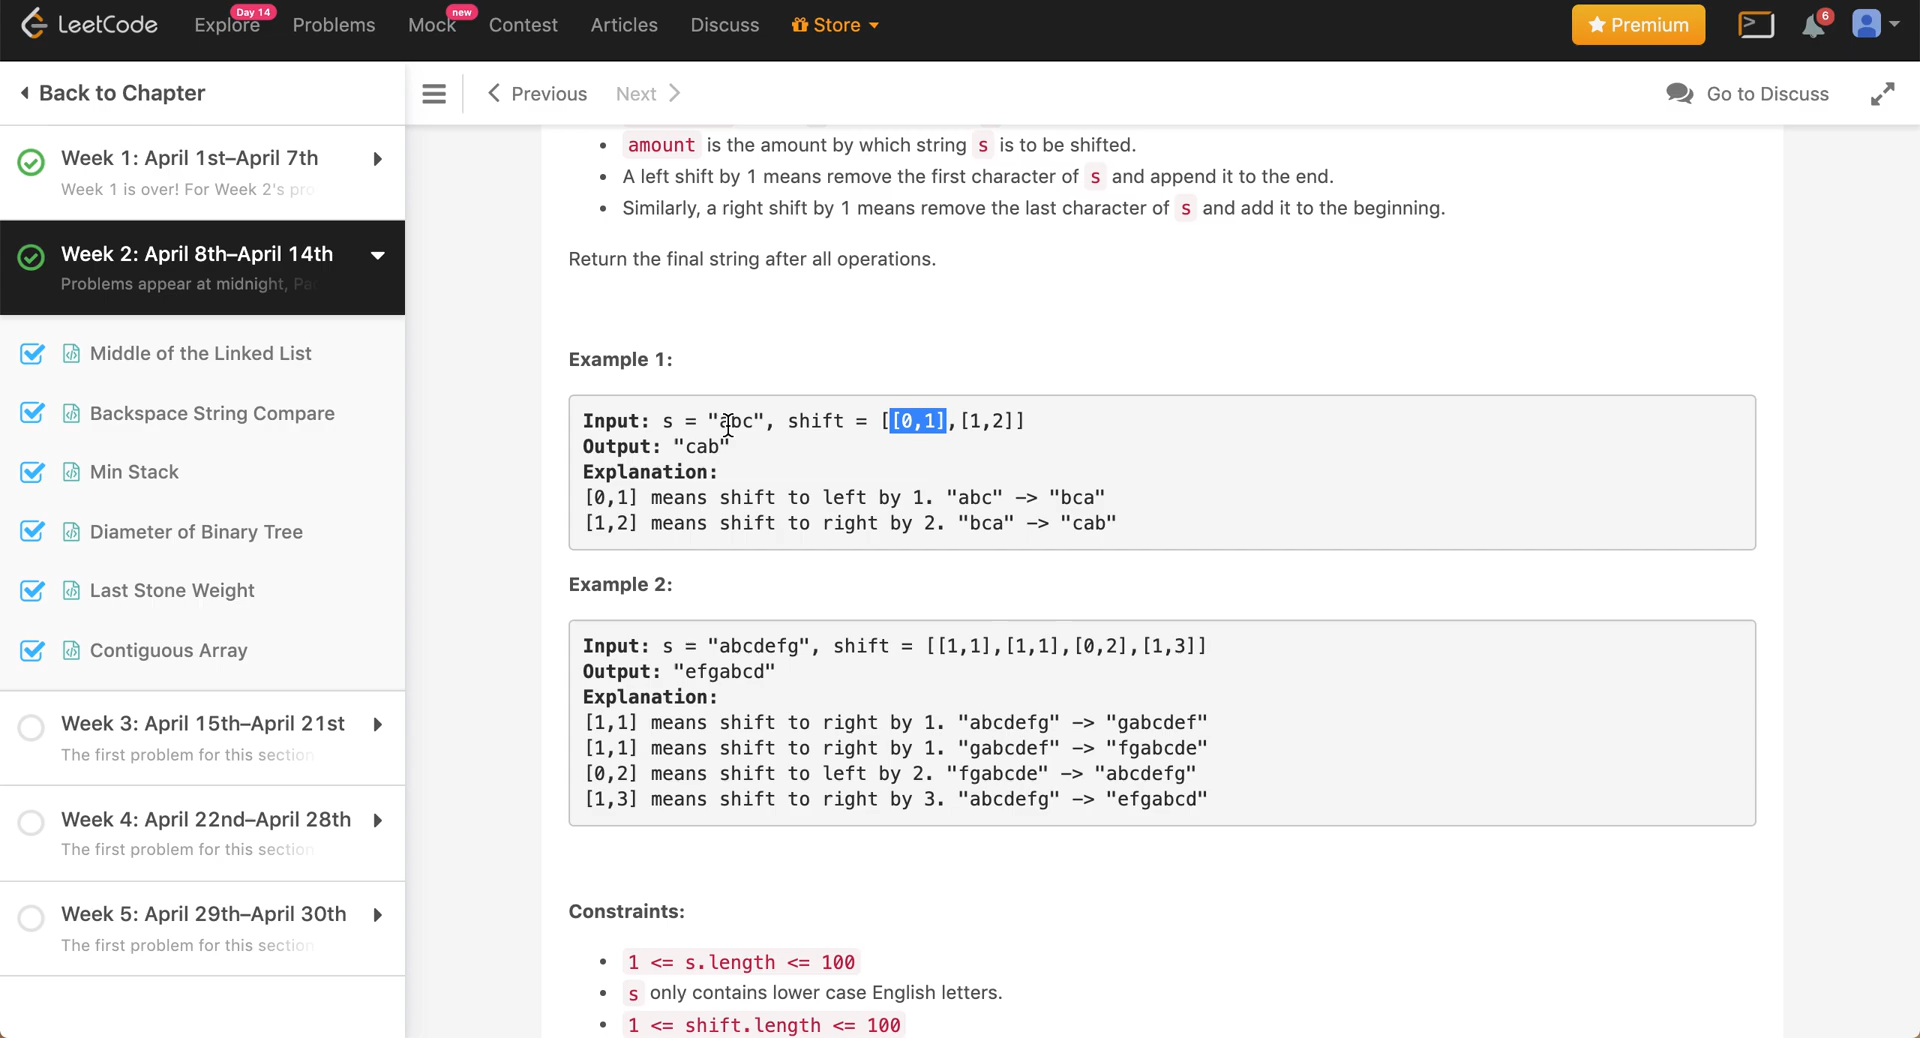 LeetCode Explore Day 14 Problems Mock new Contest Articles Discuss Store Premium 6
Back to Chapter
Previous Next Go to Discuss
Week 1: April 1st–April 7th
Week 1 is over! For Week 2's pro
Week 2: April 8th–April 14th
Problems appear at midnight, Pac
Middle of the Linked List
Backspace String Compare
Min Stack
Diameter of Binary Tree
Last Stone Weight
Contiguous Array
Week 3: April 15th–April 21st
The first problem for this section
Week 4: April 22nd–April 28th
The first problem for this section
Week 5: April 29th–April 30th
The first problem for this section
• amount is the amount by which string s is to be shifted.
• A left shift by 1 means remove the first character of s and append it to the end.
• Similarly, a right shift by 1 means remove the last character of s and add it to the beginning.
Return the final string after all operations.
Example 1:
Input: s = "abc", shift = [[0,1],[1,2]]
Output: "cab"
Explanation:
[0,1] means shift to left by 1. "abc" -> "bca"
[1,2] means shift to right by 2. "bca" -> "cab"
Example 2:
Input: s = "abcdefg", shift = [[1,1],[1,1],[0,2],[1,3]]
Output: "efgabcd"
Explanation:
[1,1] means shift to right by 1. "abcdefg" -> "gabcdef"
[1,1] means shift to right by 1. "gabcdef" -> "fgabcde"
[0,2] means shift to left by 2. "fgabcde" -> "abcdefg"
[1,3] means shift to right by 3. "abcdefg" -> "efgabcd"
Constraints:
• 1 <= s.length <= 100
• s only contains lower case English letters.
• 1 <= shift.length <= 100